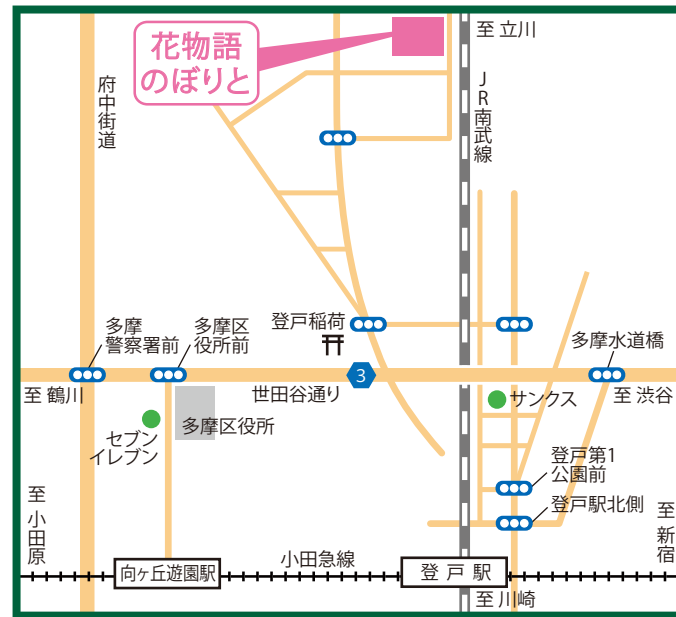 花物語
のぼりと
至 立川
府中街道
JR南武線
登戸稲荷
多摩
警察署前
多摩区
役所前
多摩水道橋
3
至 鶴川
世田谷通り
サンクス
至 渋谷
セブン
イレブン
多摩区役所
登戸第1
公園前
登戸駅北側
至 小田原
至 新宿
小田急線
向ヶ丘遊園駅
登戸駅
至 川崎